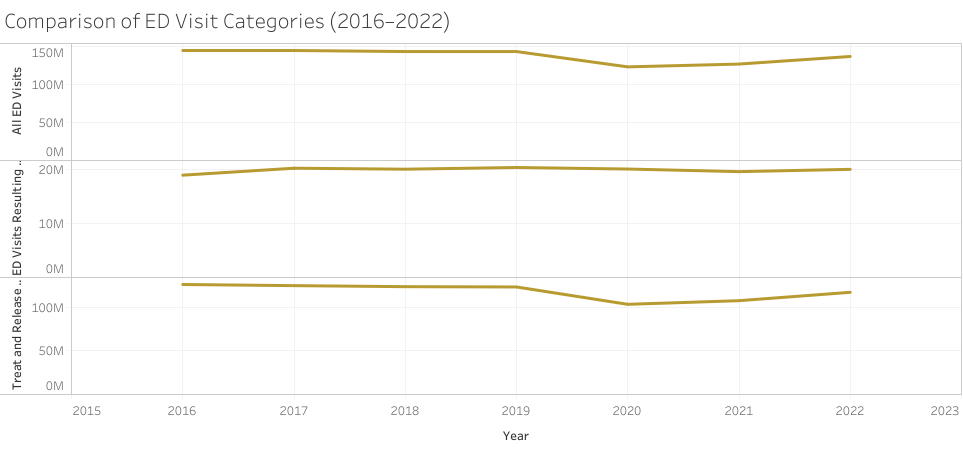 Comparison of ED Visit Categories (2016–2022)
All ED Visits
150M
100M
50M
0M
ED Visits Resulting ..
20M
10M
0M
Treat and Release ..
100M
50M
0M
2015 2016 2017 2018 2019 2020 2021 2022 2023
Year